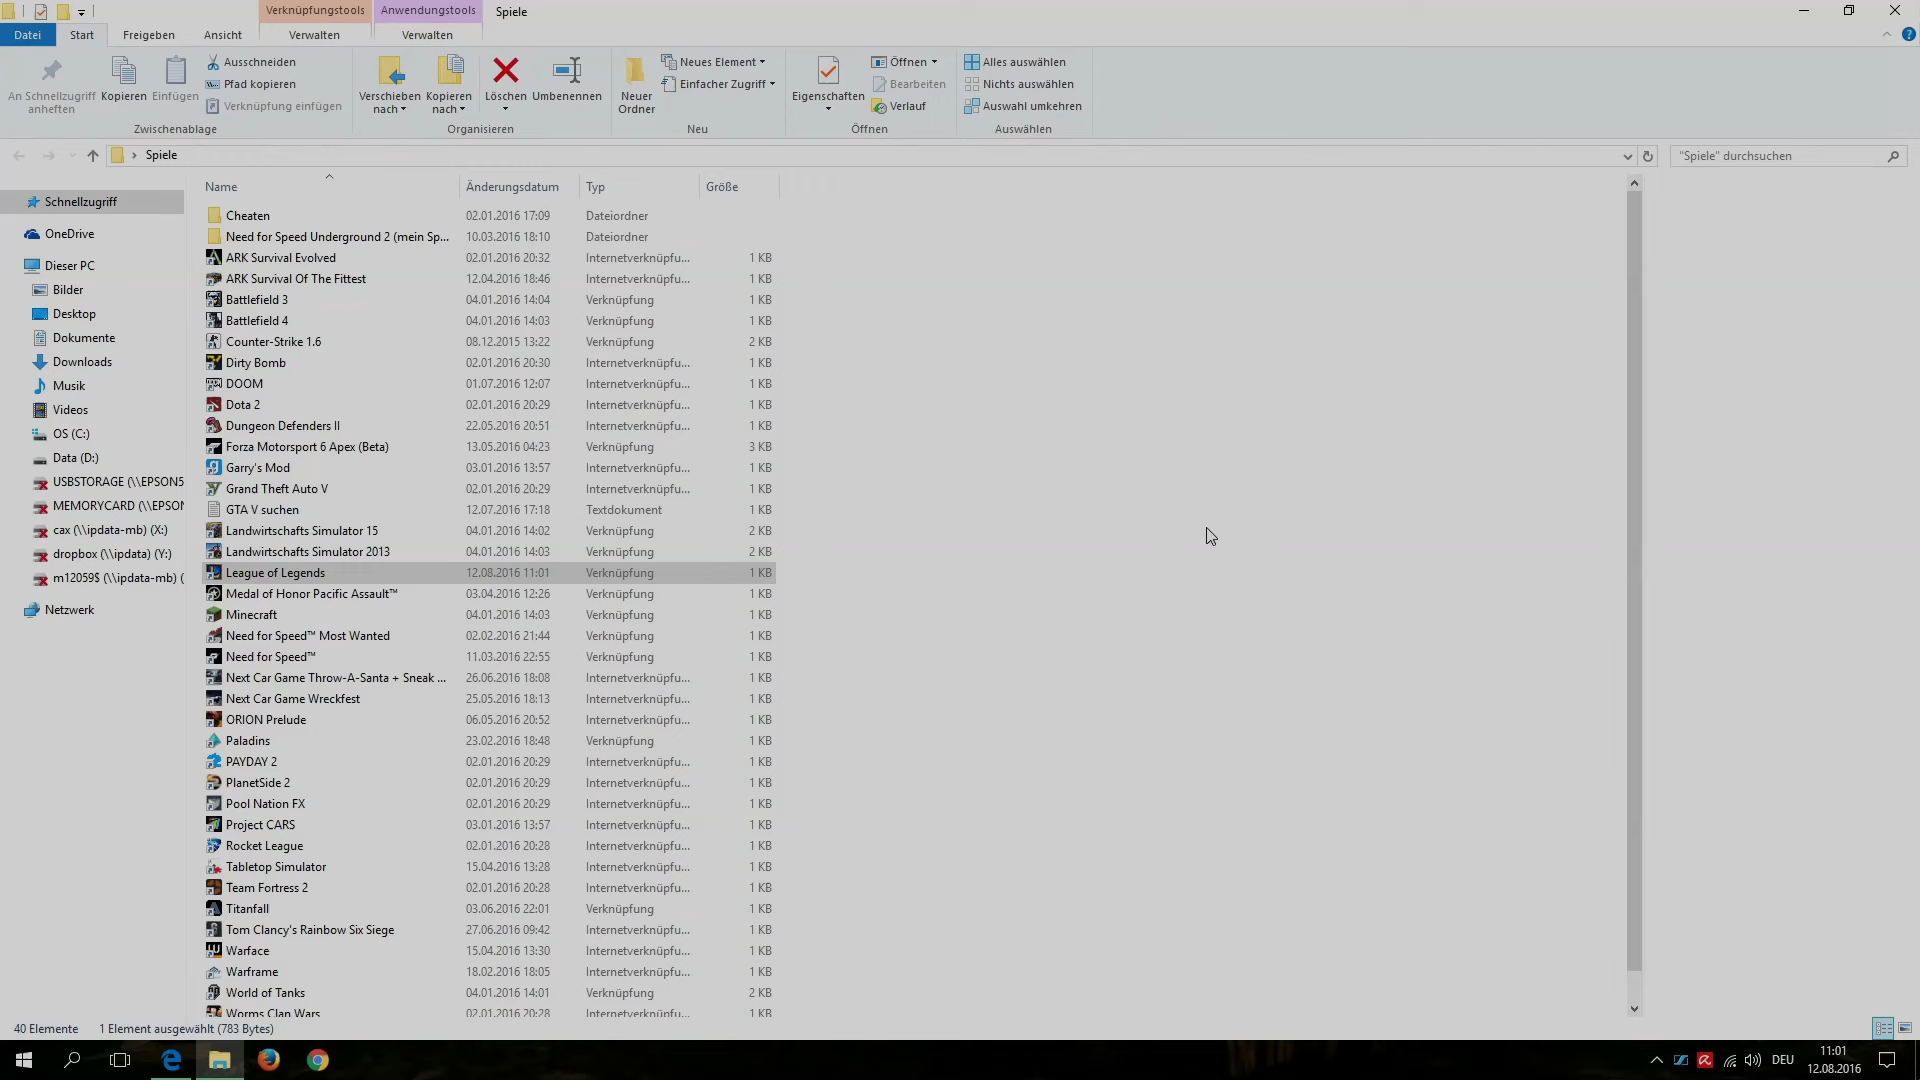 Verknüpfungstools Anwendungstools Spiele
Datei Start Freigeben Ansicht Verwalten Verwalten
An Schnellzugriff anheften
Kopieren
Einfügen
Ausschneiden
Pfad kopieren
Verknüpfung einfügen
Zwischenablage
Verschieben nach
Kopieren nach
Löschen
Umbenennen
Organisieren
Neuer Ordner
Neues Element
Einfacher Zugriff
Neu
Eigenschaften
Öffnen
Bearbeiten
Verlauf
Öffnen
Alles auswählen
Nichts auswählen
Auswahl umkehren
Auswählen
Spiele
"Spiele" durchsuchen
Schnellzugriff
OneDrive
Dieser PC
Bilder
Desktop
Dokumente
Downloads
Musik
Videos
OS (C:)
Data (D:)
USBSTORAGE (\\EPSON5
MEMORYCARD (\\EPSON
cax (\\ipdata-mb) (X:)
dropbox (\\ipdata) (Y:)
m12059$ (\\ipdata-mb) (
Netzwerk
Name Änderungsdatum Typ Größe
Cheaten 02.01.2016 17:09 Dateiordner
Need for Speed Underground 2 (mein Sp... 10.03.2016 18:10 Dateiordner
ARK Survival Evolved 02.01.2016 20:32 Internetverknüpfu... 1 KB
ARK Survival Of The Fittest 12.04.2016 18:46 Internetverknüpfu... 1 KB
Battlefield 3 04.01.2016 14:04 Verknüpfung 1 KB
Battlefield 4 04.01.2016 14:03 Verknüpfung 1 KB
Counter-Strike 1.6 08.12.2015 13:22 Verknüpfung 2 KB
Dirty Bomb 02.01.2016 20:30 Internetverknüpfu... 1 KB
DOOM 01.07.2016 12:07 Internetverknüpfu... 1 KB
Dota 2 02.01.2016 20:29 Internetverknüpfu... 1 KB
Dungeon Defenders II 22.05.2016 20:51 Internetverknüpfu... 1 KB
Forza Motorsport 6 Apex (Beta) 13.05.2016 04:23 Verknüpfung 3 KB
Garry's Mod 03.01.2016 13:57 Internetverknüpfu... 1 KB
Grand Theft Auto V 02.01.2016 20:29 Internetverknüpfu... 1 KB
GTA V suchen 12.07.2016 17:18 Textdokument 1 KB
Landwirtschafts Simulator 15 04.01.2016 14:02 Verknüpfung 2 KB
Landwirtschafts Simulator 2013 04.01.2016 14:03 Verknüpfung 2 KB
League of Legends 12.08.2016 11:01 Verknüpfung 1 KB
Medal of Honor Pacific Assault™ 03.04.2016 12:26 Verknüpfung 1 KB
Minecraft 04.01.2016 14:03 Verknüpfung 1 KB
Need for Speed™ Most Wanted 02.02.2016 21:44 Verknüpfung 1 KB
Need for Speed™ 11.03.2016 22:55 Verknüpfung 1 KB
Next Car Game Throw-A-Santa + Sneak ... 26.06.2016 18:08 Internetverknüpfu... 1 KB
Next Car Game Wreckfest 25.05.2016 18:13 Internetverknüpfu... 1 KB
ORION Prelude 06.05.2016 20:52 Internetverknüpfu... 1 KB
Paladins 23.02.2016 18:48 Verknüpfung 1 KB
PAYDAY 2 02.01.2016 20:29 Internetverknüpfu... 1 KB
PlanetSide 2 02.01.2016 20:29 Internetverknüpfu... 1 KB
Pool Nation FX 02.01.2016 20:29 Internetverknüpfu... 1 KB
Project CARS 03.01.2016 13:57 Internetverknüpfu... 1 KB
Rocket League 02.01.2016 20:28 Internetverknüpfu... 1 KB
Tabletop Simulator 15.04.2016 13:28 Internetverknüpfu... 1 KB
Team Fortress 2 02.01.2016 20:28 Internetverknüpfu... 1 KB
Titanfall 03.06.2016 22:01 Verknüpfung 1 KB
Tom Clancy's Rainbow Six Siege 27.06.2016 09:42 Internetverknüpfu... 1 KB
Warface 15.04.2016 13:30 Internetverknüpfu... 1 KB
Warframe 18.02.2016 18:05 Internetverknüpfu... 1 KB
World of Tanks 04.01.2016 14:01 Verknüpfung 2 KB
Worms Clan Wars 02.01.2016 20:28 Internetverknüpfu... 1 KB
40 Elemente 1 Element ausgewählt (783 Bytes)
DEU
11:01
12.08.2016